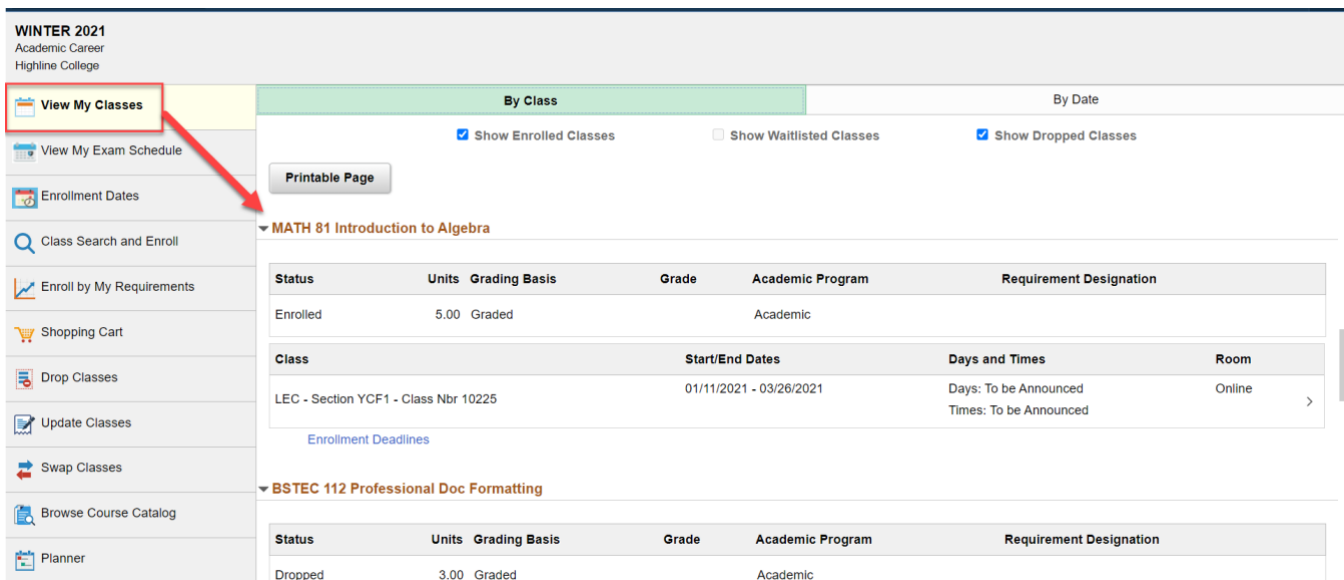 WINTER 2021
Academic Career
Highline College
View My Classes
View My Exam Schedule
Enrollment Dates
Class Search and Enroll
Enroll by My Requirements
Shopping Cart
Drop Classes
Update Classes
Swap Classes
Browse Course Catalog
Planner
By Class By Date
Show Enrolled Classes Show Waitlisted Classes Show Dropped Classes
Printable Page
MATH 81 Introduction to Algebra
Status Units Grading Basis Grade Academic Program Requirement Designation
Enrolled 5.00 Graded Academic
Class Start/End Dates Days and Times Room
LEC - Section YCF1 - Class Nbr 10225 01/11/2021 - 03/26/2021 Days: To be Announced Online
Times: To be Announced
Enrollment Deadlines
BSTEC 112 Professional Doc Formatting
Status Units Grading Basis Grade Academic Program Requirement Designation
Dropped 3.00 Graded Academic